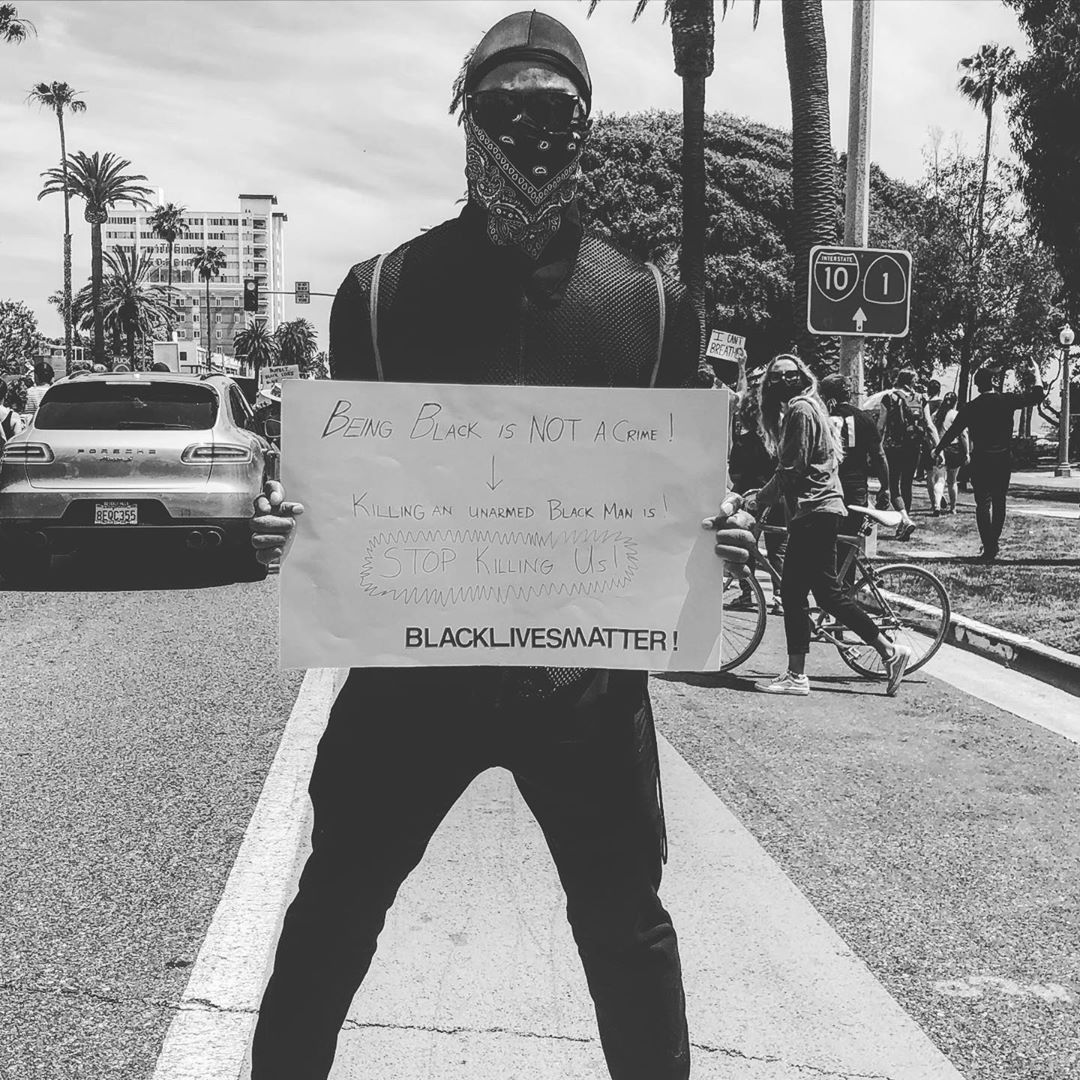 INTERSTATE
10
1
I CAN'T
BREATHE
PORSCHE
8EQC355
BEING BLACK IS NOT A CRIME!
KILLING AN UNARMED BLACK MAN IS!
STOP KILLING US!
BLACKLIVESMATTER!